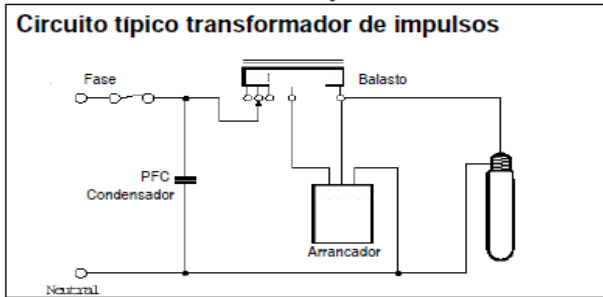 Circuito típico transformador de impulsos
Fase
Balasto
PFC
Condensador
Arrancador
Neutral